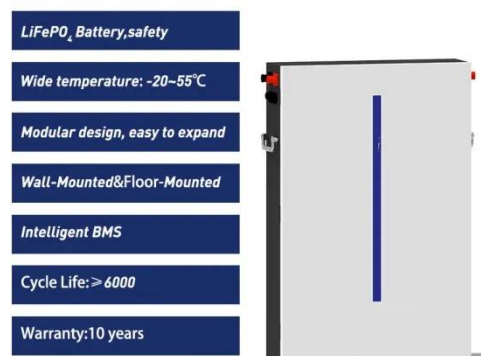 LiFePO₄ Battery,safety
Wide temperature: -20~55℃
Modular design, easy to expand
Wall-Mounted&Floor-Mounted
Intelligent BMS
Cycle Life:≥6000
Warranty:10 years